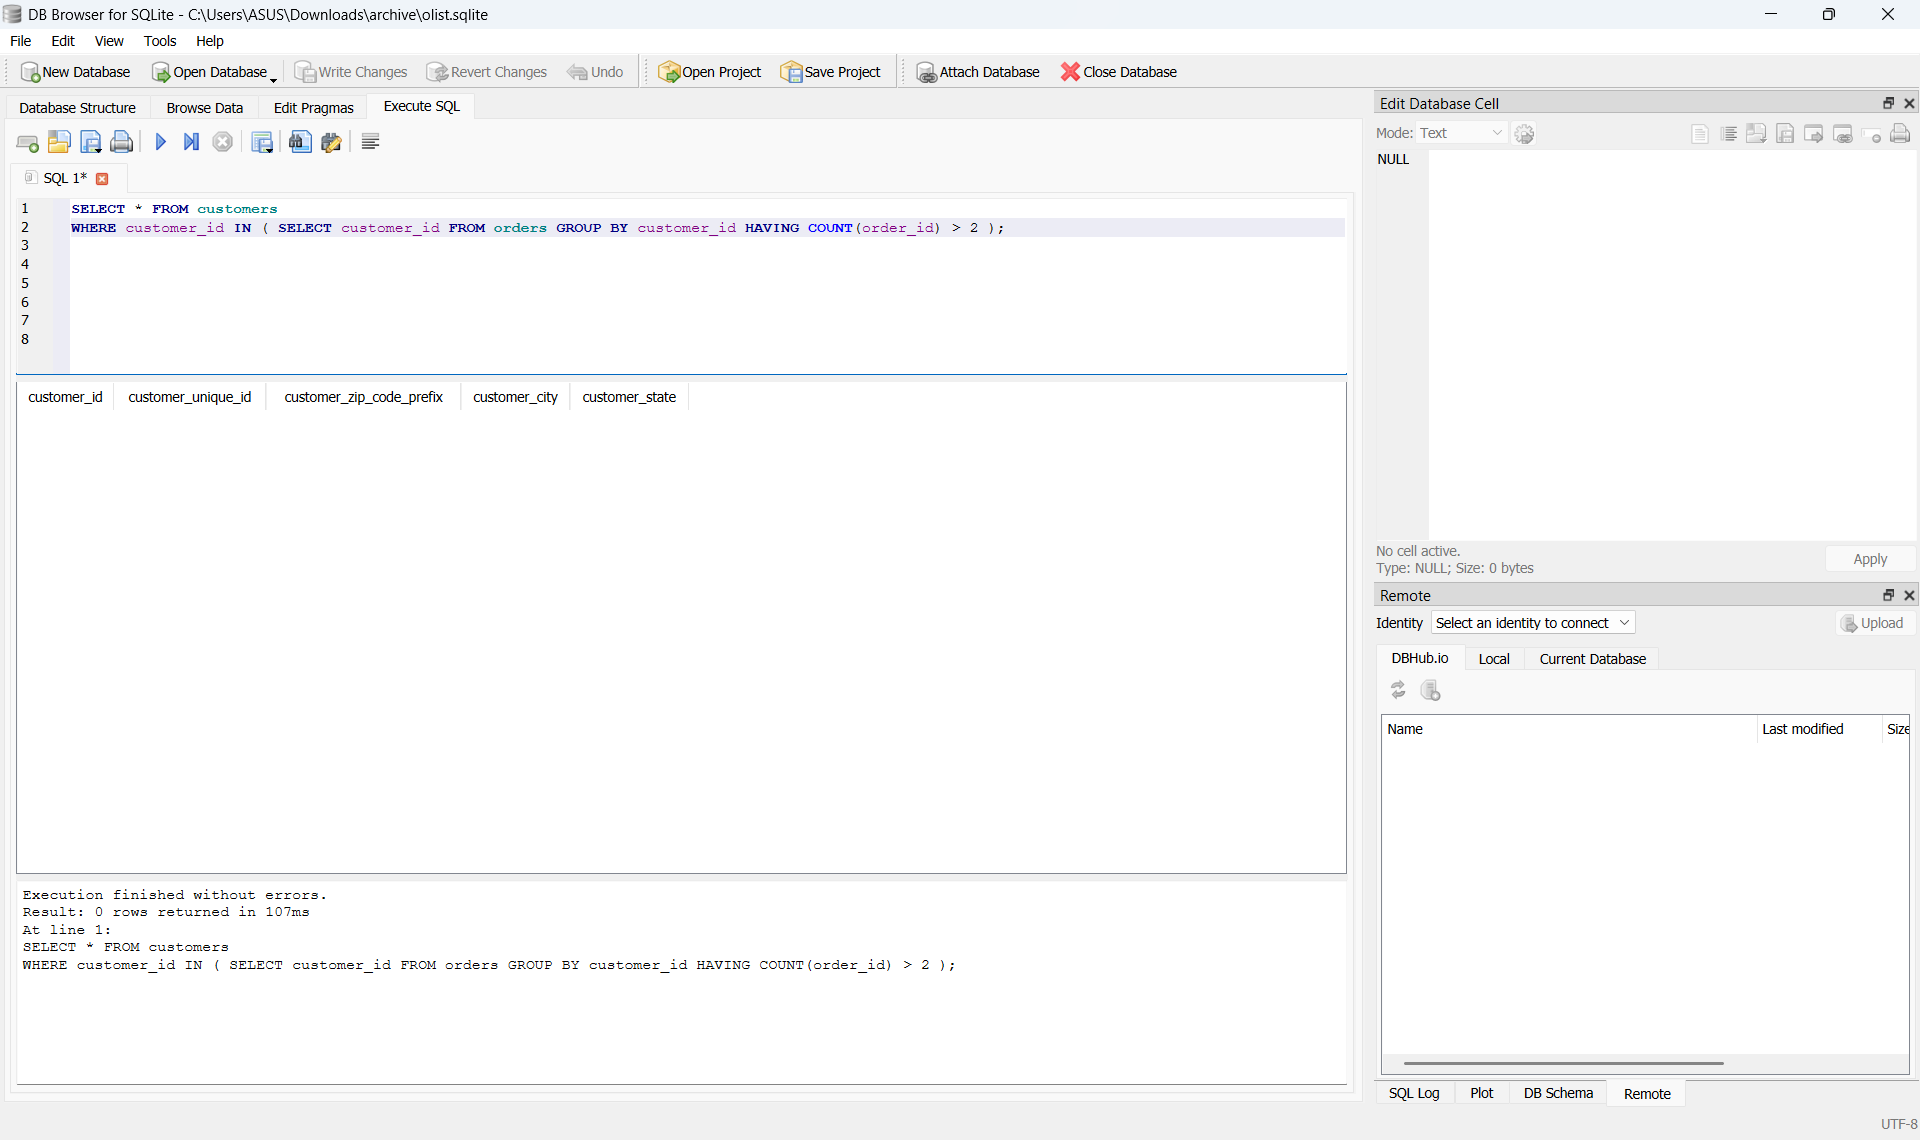 DB Browser for SQLite - C:\Users\ASUS\Downloads\archive\olist.sqlite
File Edit View Tools Help
New Database Open Database Write Changes Revert Changes Undo Open Project Save Project Attach Database Close Database
Database Structure Browse Data Edit Pragmas Execute SQL
SQL 1*
1 SELECT * FROM customers
2 WHERE customer_id IN ( SELECT customer_id FROM orders GROUP BY customer_id HAVING COUNT(order_id) > 2 );
3
4
5
6
7
8
customer_id customer_unique_id customer_zip_code_prefix customer_city customer_state
Execution finished without errors.
Result: 0 rows returned in 107ms
At line 1:
SELECT * FROM customers
WHERE customer_id IN ( SELECT customer_id FROM orders GROUP BY customer_id HAVING COUNT(order_id) > 2 );
Edit Database Cell
Mode: Text
NULL
No cell active.
Type: NULL; Size: 0 bytes
Apply
Remote
Identity Select an identity to connect Upload
DBHub.io Local Current Database
Name Last modified Size
SQL Log Plot DB Schema Remote
UTF-8